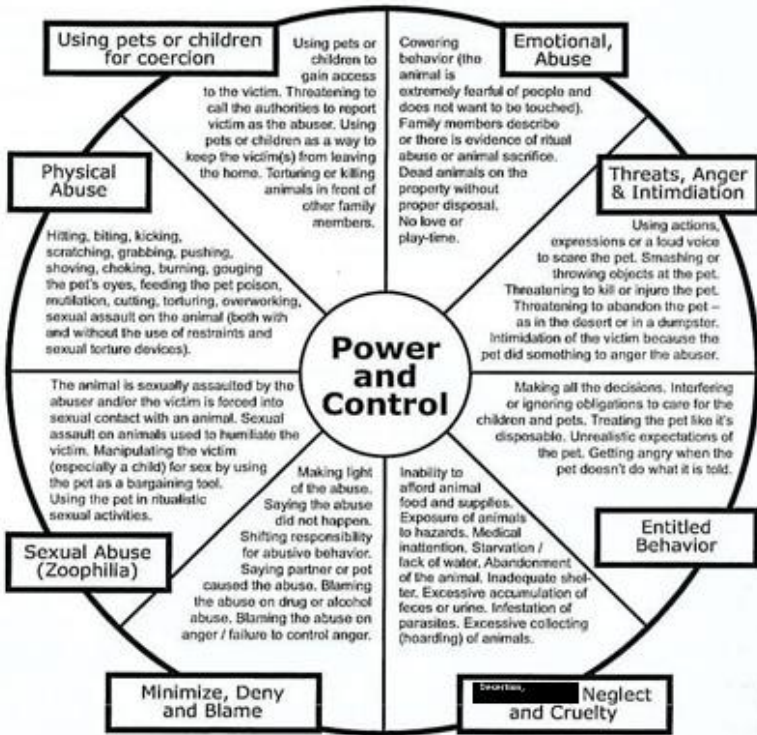 Using pets or children
for coercion
Using pets or
children to
gain access
to the victim. Threatening to
call the authorities to report
victim as the abuser. Using
pets or children as a way to
keep the victim(s) from leaving
the home. Torturing or killing
animals in front of
other family
members.
Emotional,
Abuse
Cowering
behavior (the
animal is
extremely fearful of people and
does not want to be touched).
Family members describe
or there is evidence of ritual
abuse or animal sacrifice.
Dead animals on the
property without
proper disposal.
No love or
play-time.
Threats, Anger
& Intimdiation
Using actions,
expressions or a loud voice
to scare the pet. Smashing or
throwing objects at the pet.
Threatening to kill or injure the pet.
Threatening to abandon the pet –
as in the desert or in a dumpster.
Intimidation of the victim because the
pet did something to anger the abuser.
Making all the decisions. Interfering
or ignoring obligations to care for the
children and pets. Treating the pet like it's
disposable. Unrealistic expectations of
the pet. Getting angry when the
pet doesn't do what it is told.
Entitled
Behavior
Inability to
afford animal
food and supplies.
Exposure of animals
to hazards. Medical
inattention. Starvation /
lack of water. Abandonment
of the animal. Inadequate shel-
ter. Excessive accumulation of
feces or urine. Infestation of
parasites. Excessive collecting
(hoarding) of animals.
Desertion, Neglect
and Cruelty
Making light
of the abuse.
Saying the abuse
did not happen.
Shifting responsibility
for abusive behavior.
Saying partner or pet
caused the abuse. Blaming
the abuse on drug or alcohol
abuse. Blaming the abuse on
anger / failure to control anger.
Minimize, Deny
and Blame
The animal is sexually assaulted by the
abuser and/or the victim is forced into
sexual contact with an animal. Sexual
assault on animals used to humiliate the
victim. Manipulating the victim
(especially a child) for sex by using
the pet as a bargaining tool.
Using the pet in ritualistic
sexual activities.
Sexual Abuse
(Zoophilia)
Physical
Abuse
Hitting, biting, kicking,
scratching, grabbing, pushing,
shoving, choking, burning, gouging
the pet's eyes, feeding the pet poison,
mutilation, cutting, torturing, overworking,
sexual assault on the animal (both with
and without the use of restraints and
sexual torture devices).
Power
and
Control